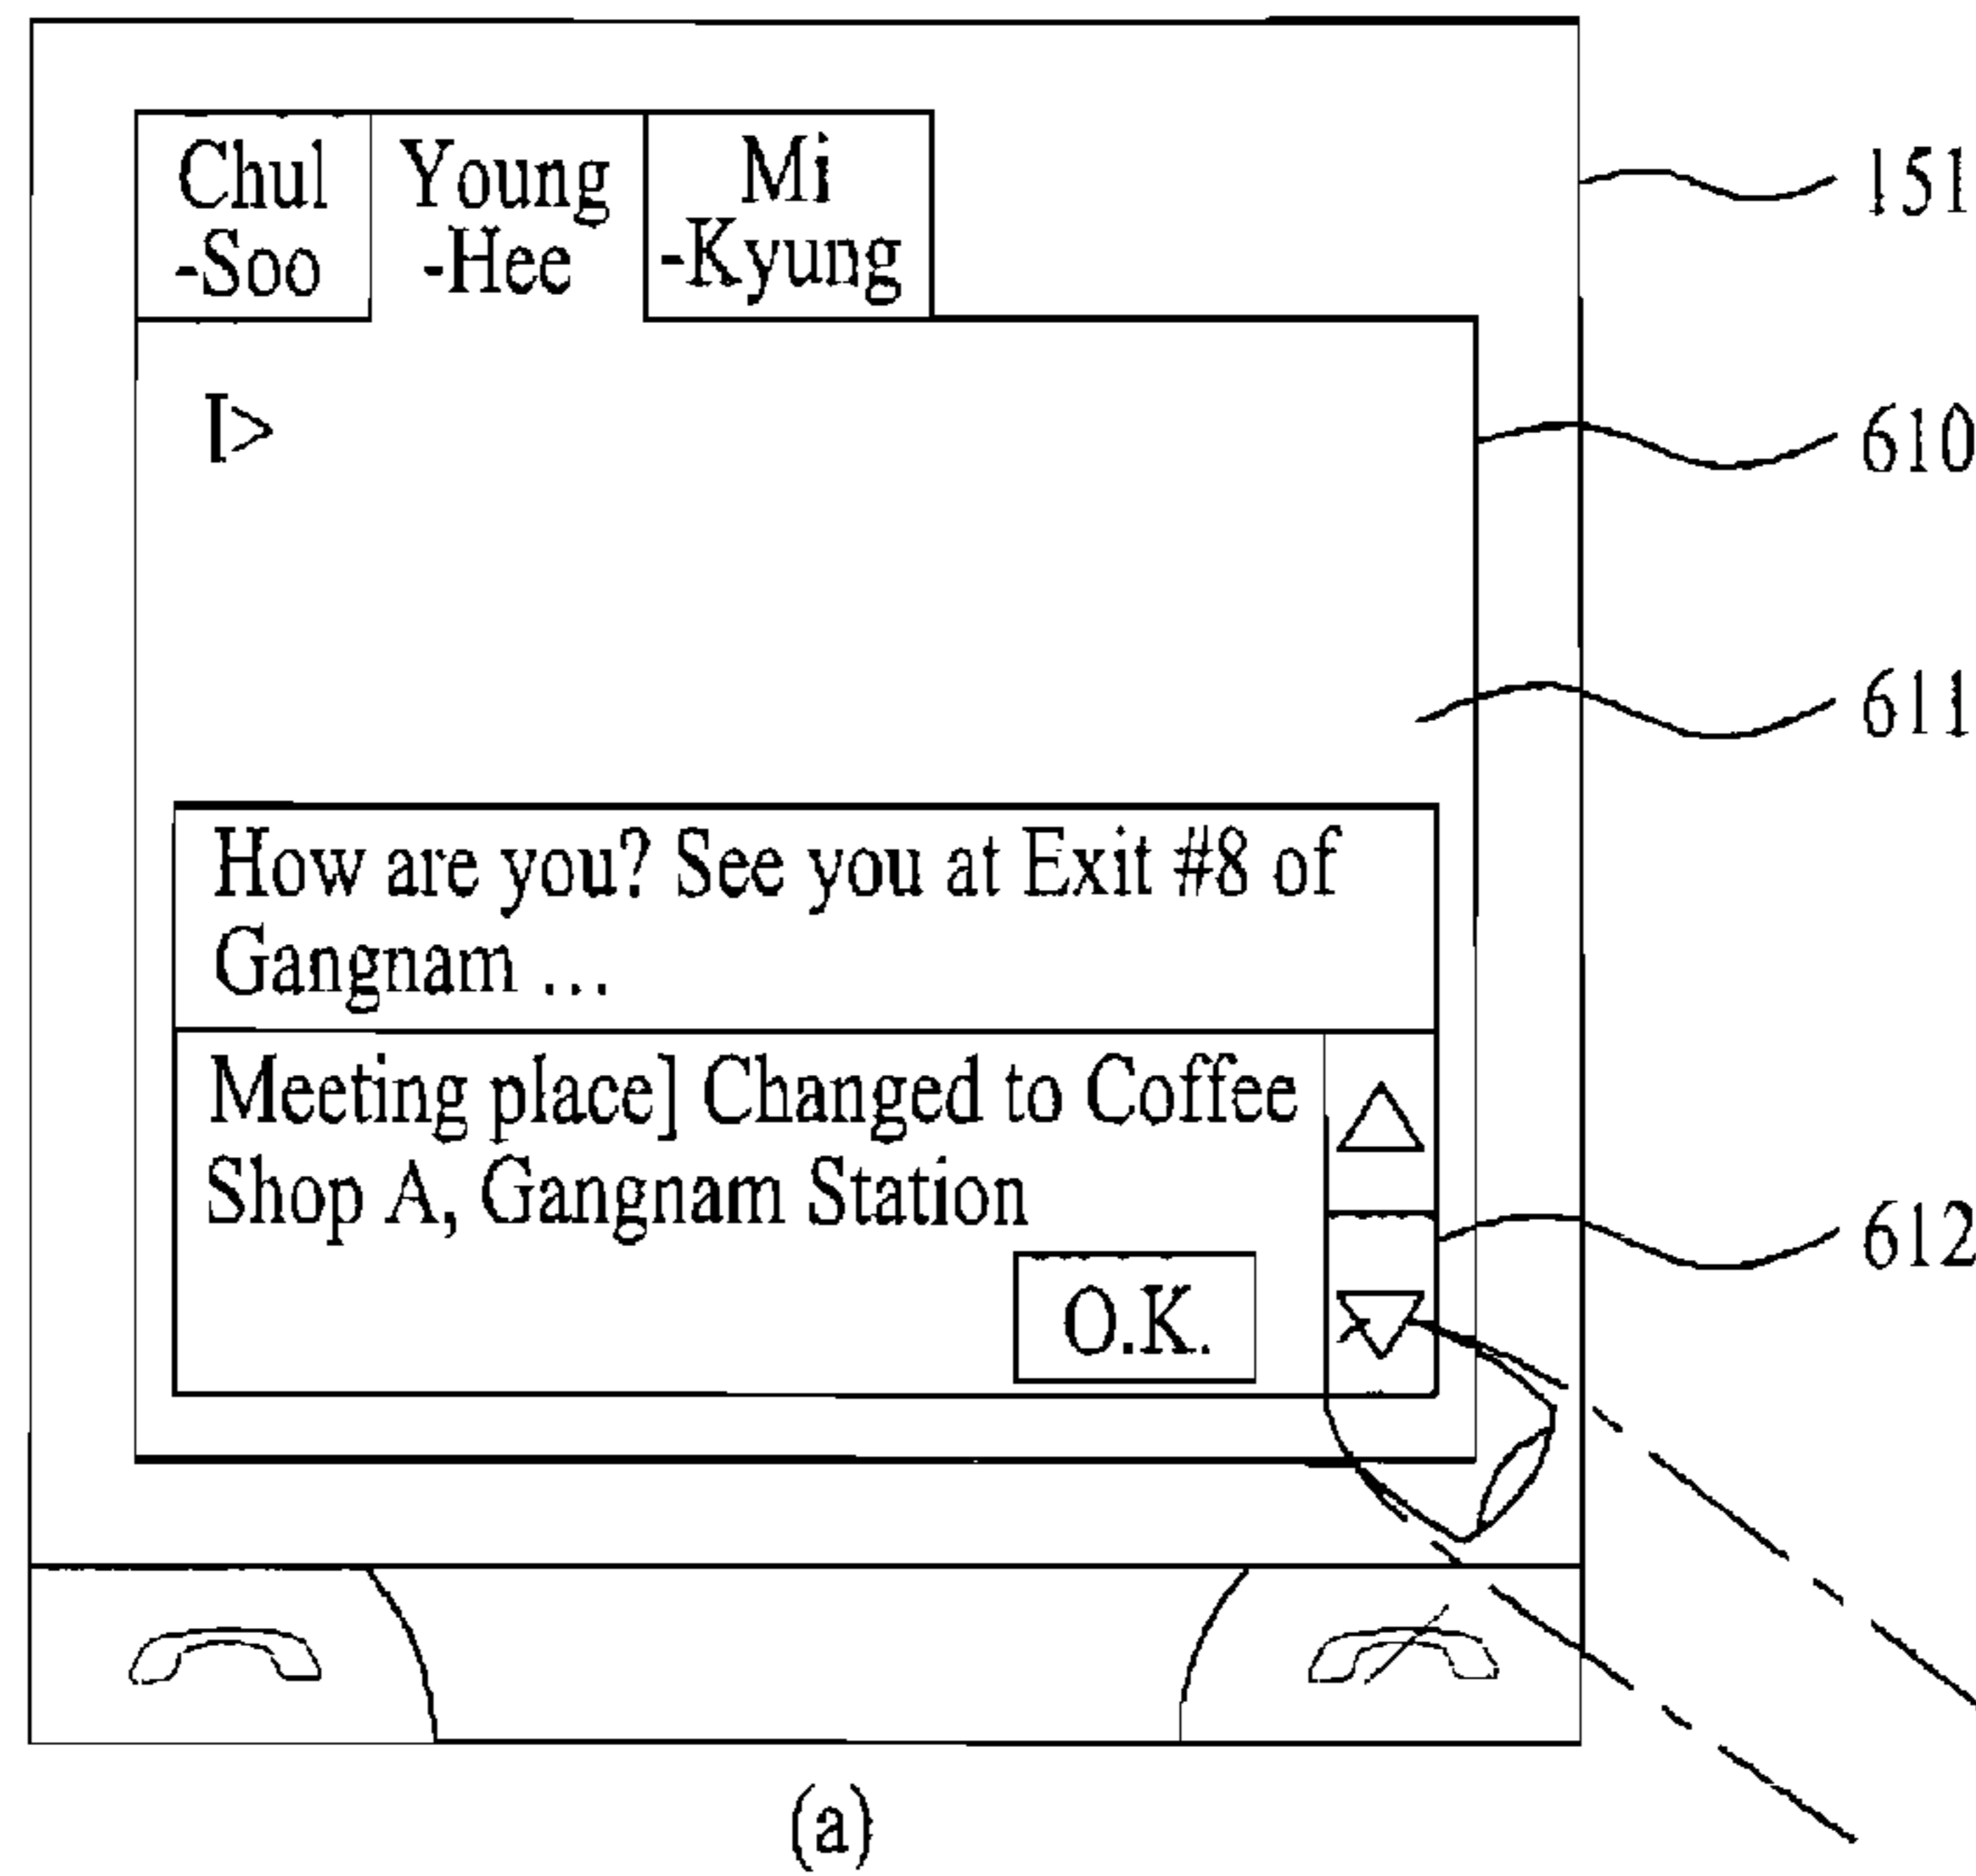 Chul
-Soo
Young
-Hee
Mi
-Kyung
151
[>
610
611
How are you? See you at Exit #8 of
Gangnam ...
Meeting place] Changed to Coffee
Shop A, Gangnam Station
612
O.K.
(a)